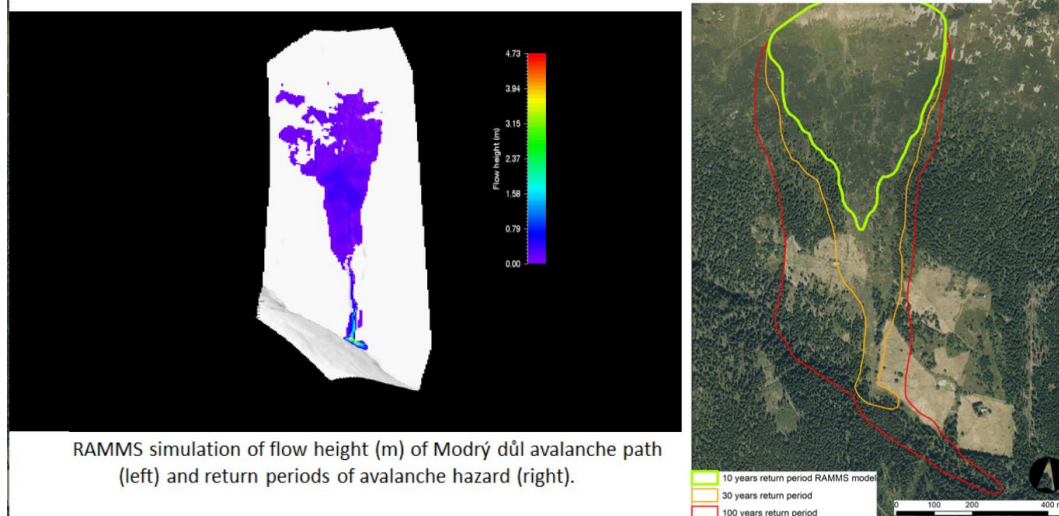 4.73
3.94
3.15
2.37
1.58
0.79
0.00
Flow height (m)
RAMMS simulation of flow height (m) of Modrý důl avalanche path
(left) and return periods of avalanche hazard (right).
10 years return period RAMMS model
30 years return period
100 years return period
0 100 200 400